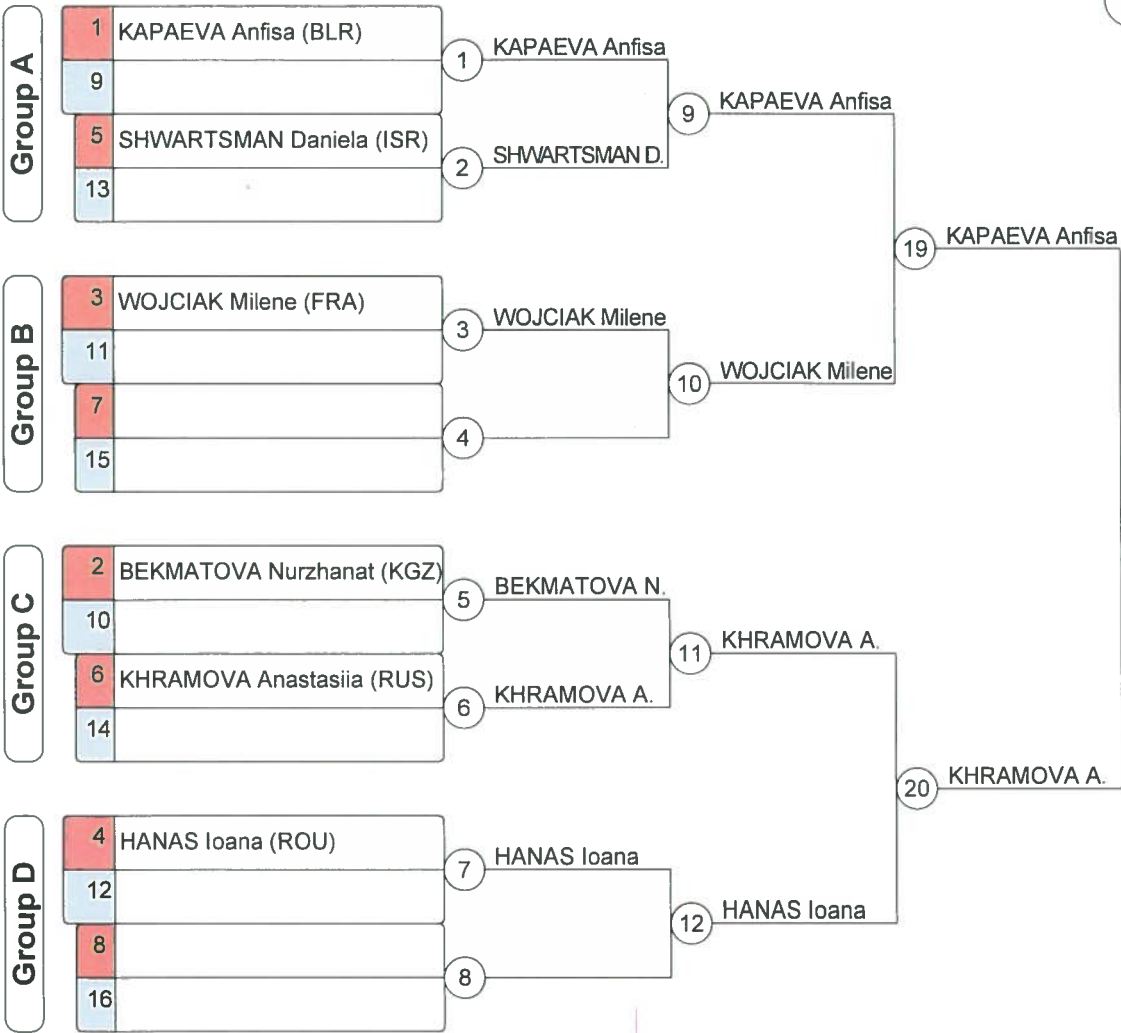 Group A
1 KAPAEVA Anfisa (BLR)
9
5 SHWARTSMAN Daniela (ISR)
13
1 KAPAEVA Anfisa
2 SHWARTSMAN D.
9 KAPAEVA Anfisa
Group B
3 WOJCIAK Milene (FRA)
11
7
15
3 WOJCIAK Milene
4
10 WOJCIAK Milene
19 KAPAEVA Anfisa
Group C
2 BEKMATOVA Nurzhanat (KGZ)
10
6 KHRAMOVA Anastasiia (RUS)
14
5 BEKMATOVA N.
6 KHRAMOVA A.
11 KHRAMOVA A.
Group D
4 HANAS Ioana (ROU)
12
8
16
7 HANAS Ioana
8
12 HANAS Ioana
20 KHRAMOVA A.